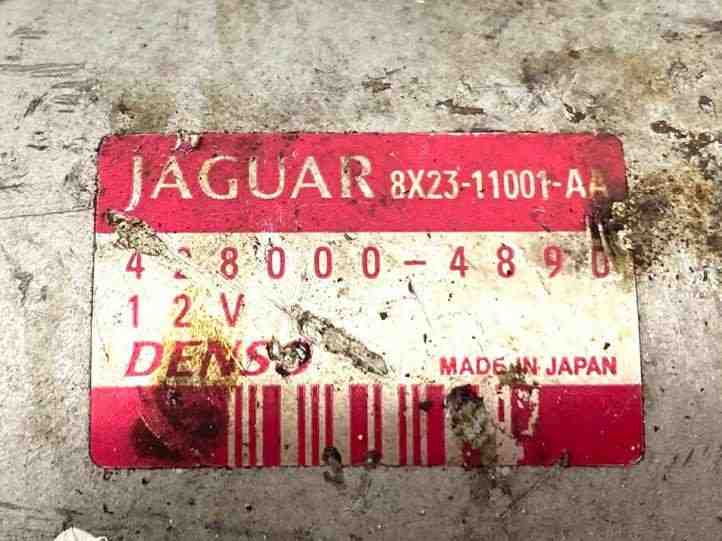 JAGUAR 8X23-11001-AA
428000-4890
12V
DENSO
MADE IN JAPAN